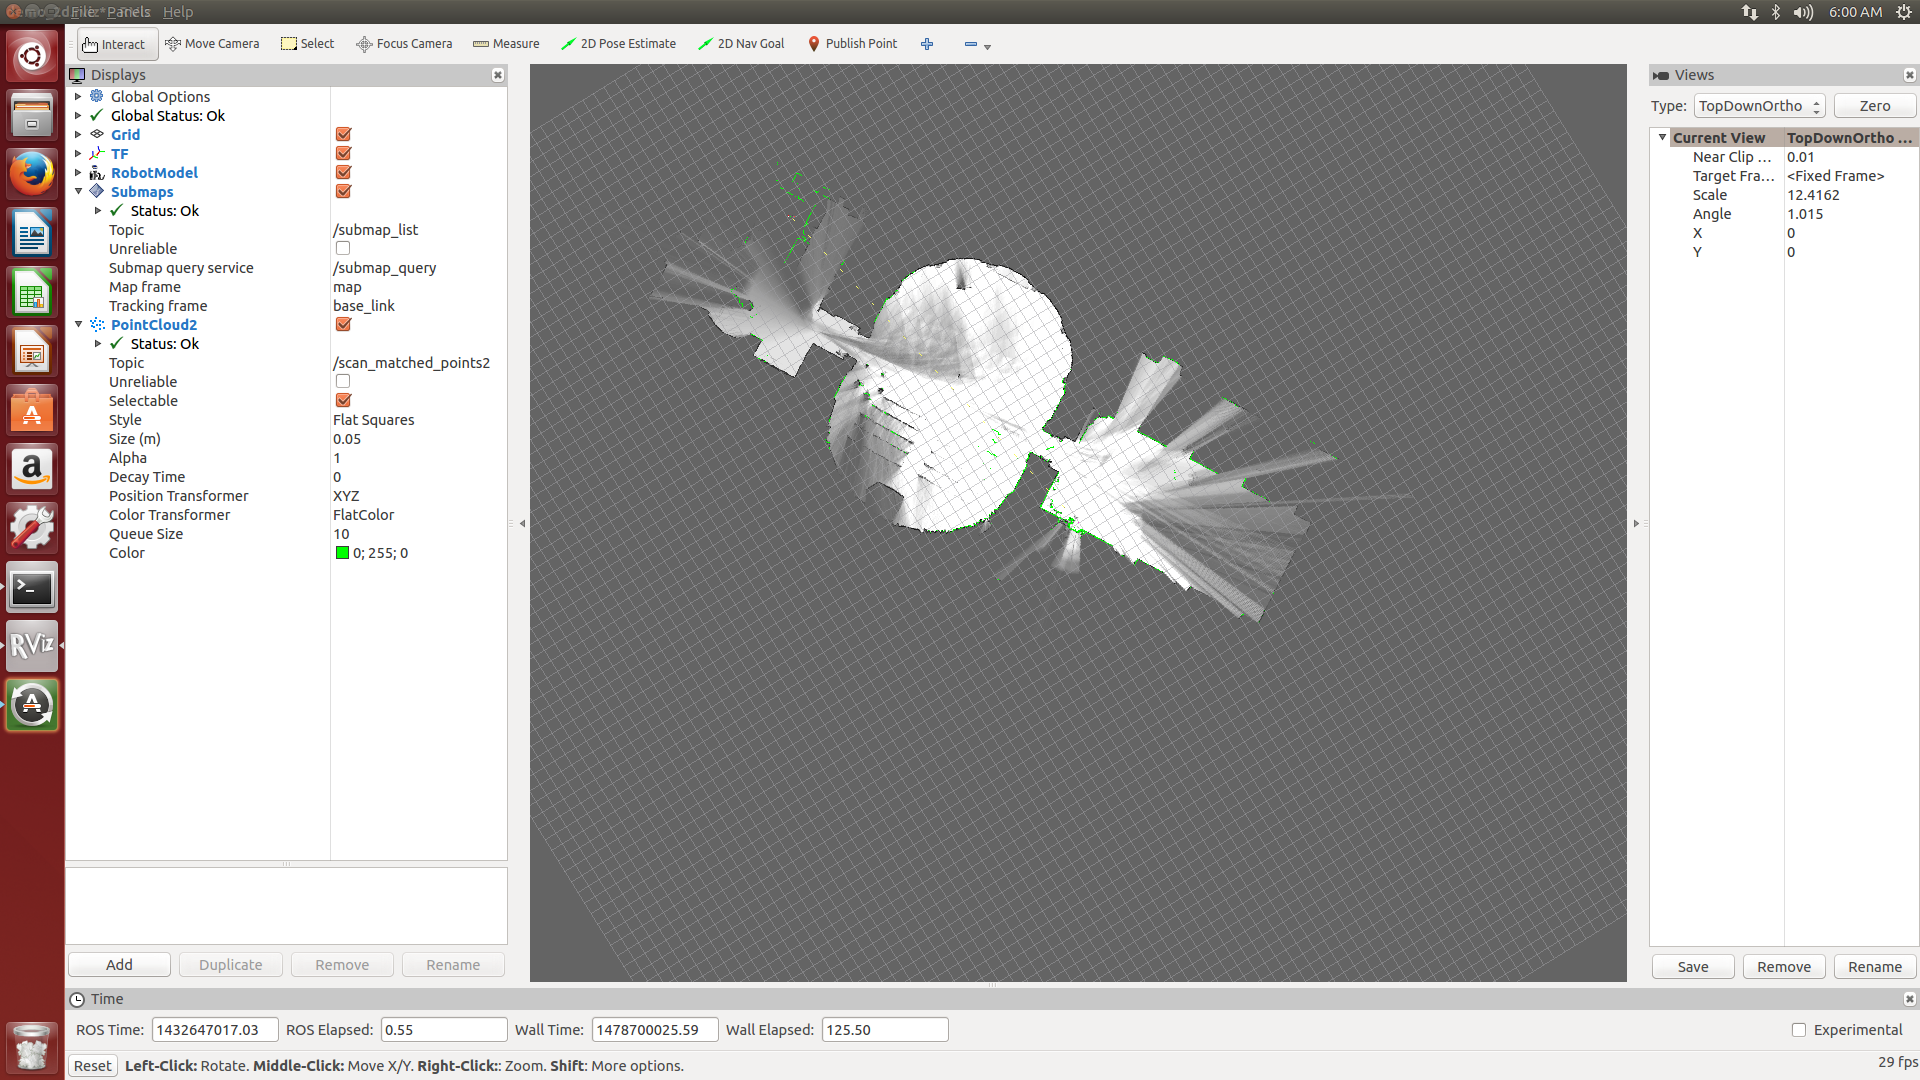 File Panels Help
6:00 AM
Interact Move Camera Select Focus Camera Measure 2D Pose Estimate 2D Nav Goal Publish Point
Displays
Global Options
Global Status: Ok
Grid
TF
RobotModel
Submaps
Status: Ok
Topic /submap_list
Unreliable
Submap query service /submap_query
Map frame map
Tracking frame base_link
PointCloud2
Status: Ok
Topic /scan_matched_points2
Unreliable
Selectable
Style Flat Squares
Size (m) 0.05
Alpha 1
Decay Time 0
Position Transformer XYZ
Color Transformer FlatColor
Queue Size 10
Color 0; 255; 0
Add Duplicate Remove Rename
Views
Type: TopDownOrtho Zero
Current View TopDownOrtho ...
Near Clip ... 0.01
Target Fra... <Fixed Frame>
Scale 12.4162
Angle 1.015
X 0
Y 0
Save Remove Rename
Time
ROS Time: 1432647017.03 ROS Elapsed: 0.55 Wall Time: 1478700025.59 Wall Elapsed: 125.50 Experimental
Reset Left-Click: Rotate. Middle-Click: Move X/Y. Right-Click:: Zoom. Shift: More options. 29 fps
RViz